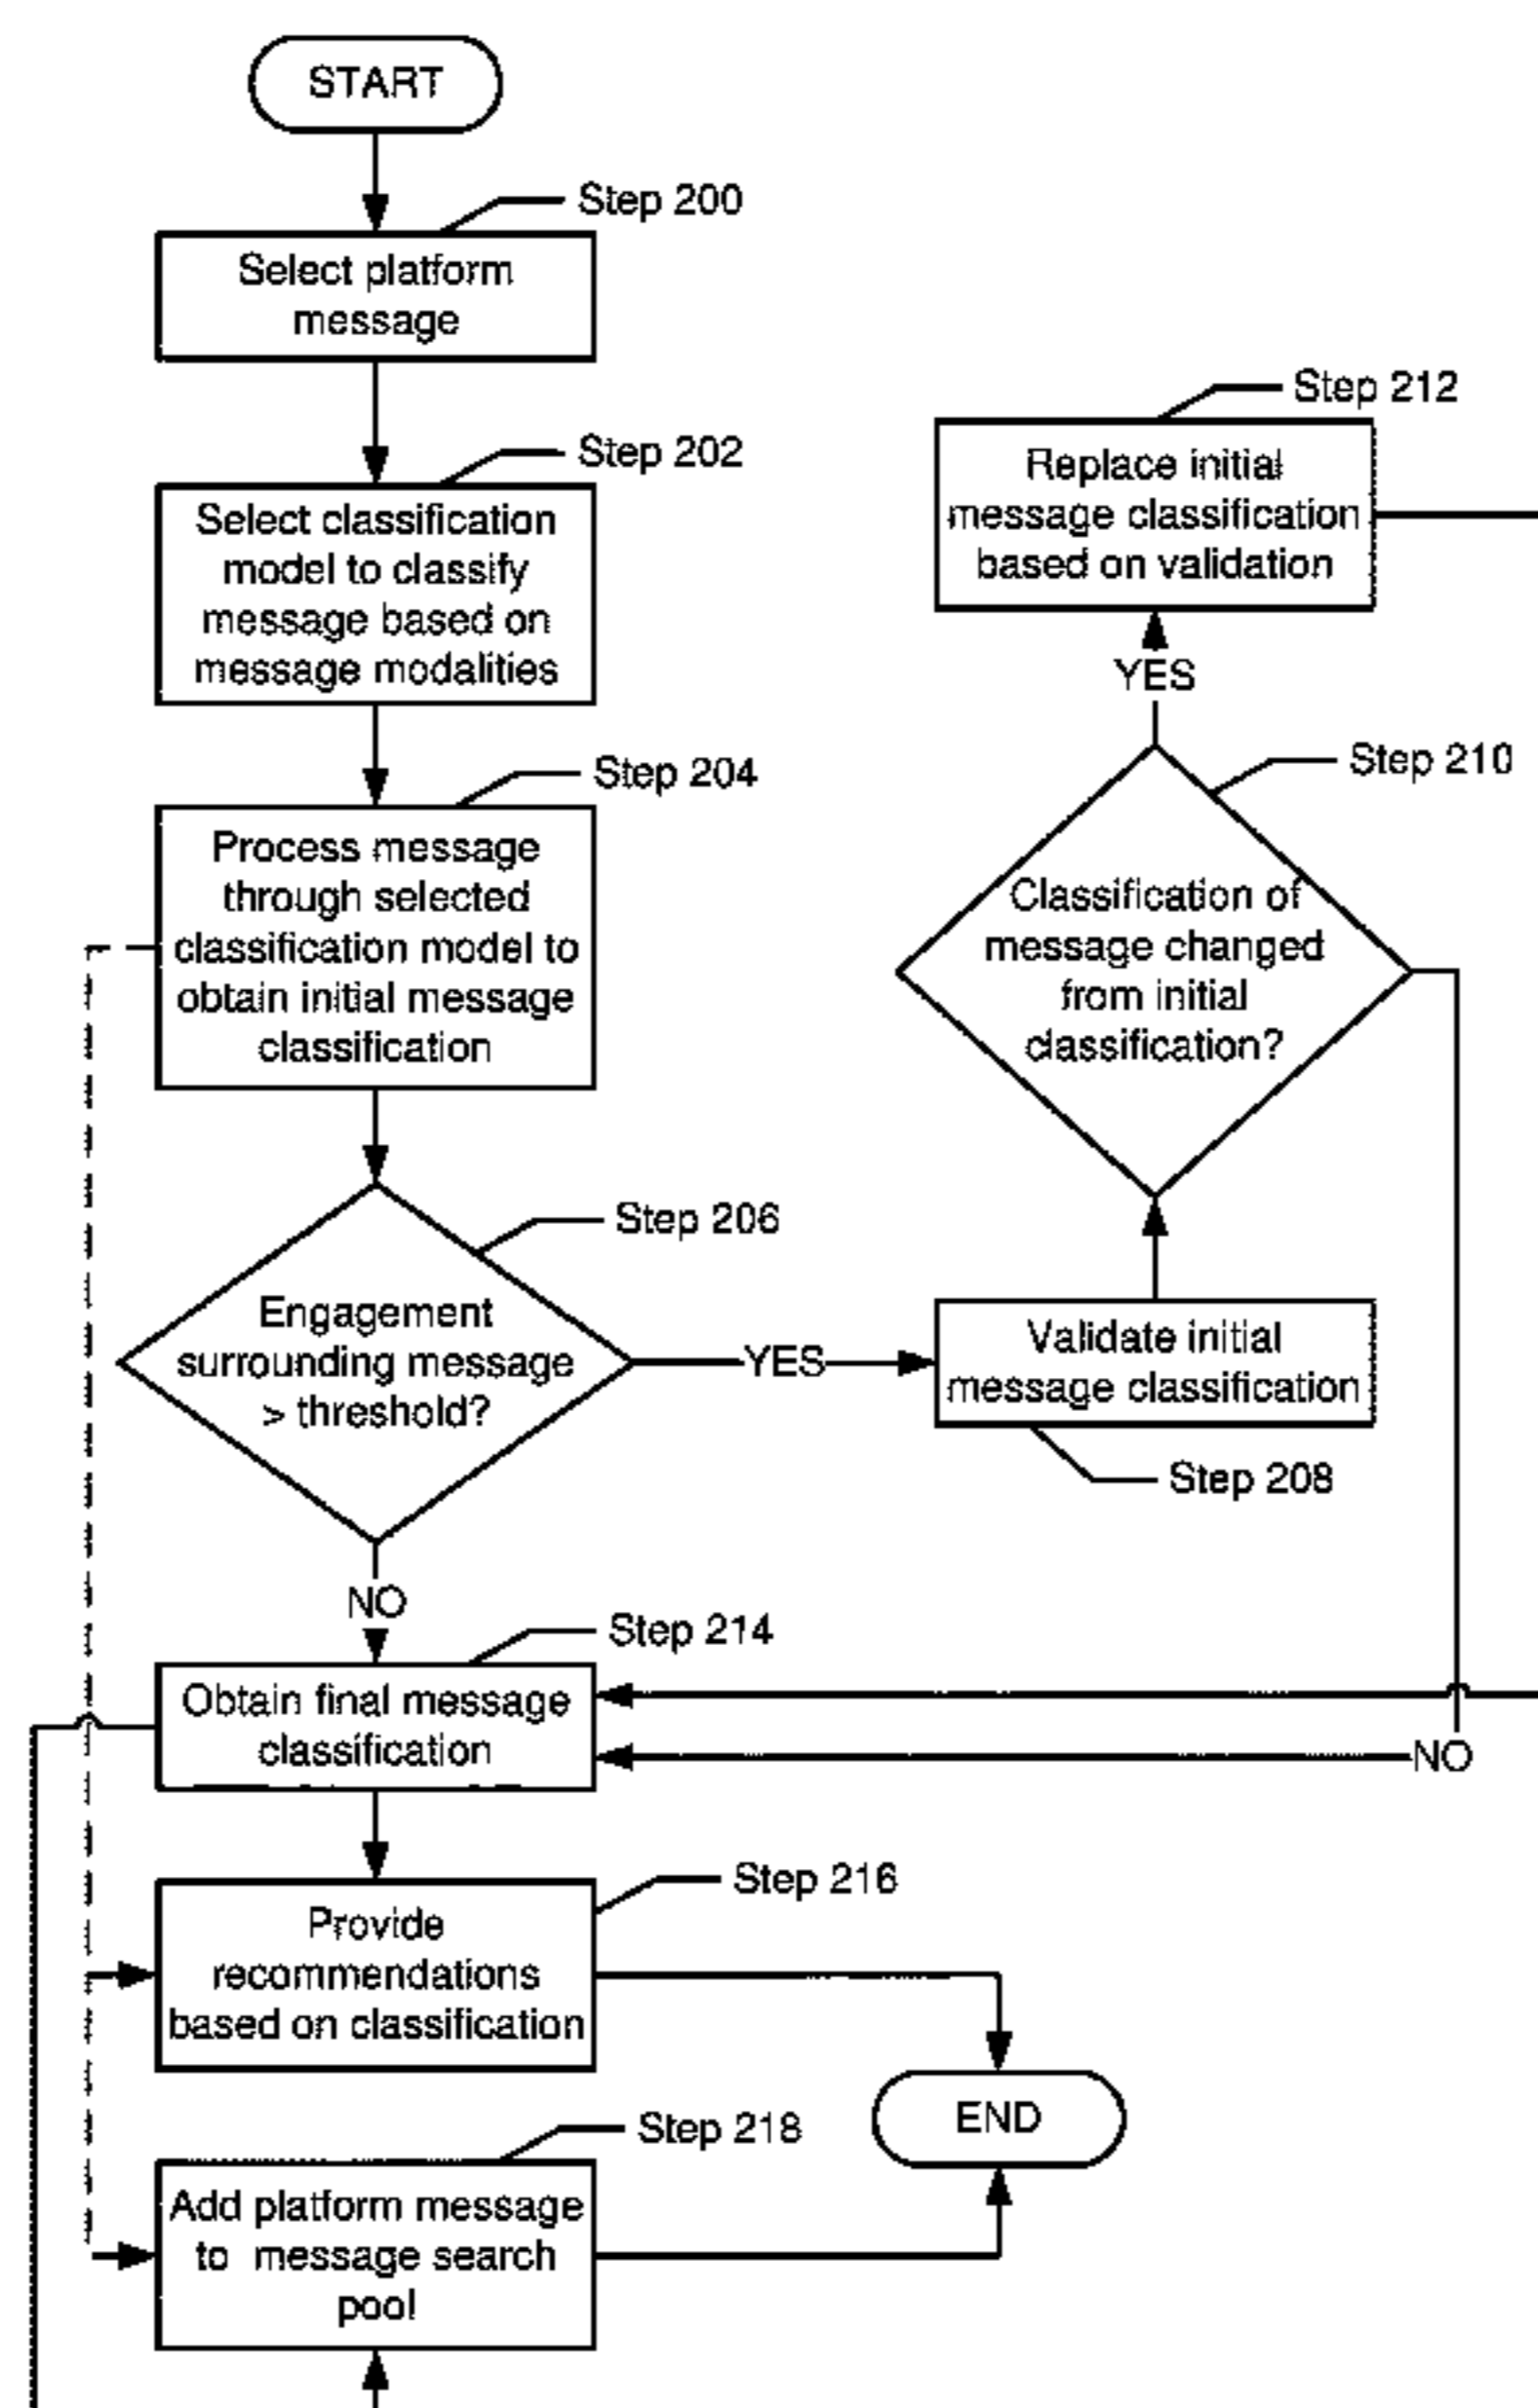 START
Step 200
Select platform
message
Step 202
Select classification
model to classify
message based on
message modalities
Step 204
Process message
through selected
classification model to
obtain initial message
classification
Step 206
Engagement
surrounding message
> threshold?
YES
Validate initial
message classification
Step 208
Step 210
Classification of
message changed
from initial
classification?
YES
Step 212
Replace initial
message classification
based on validation
NO
NO
Step 214
Obtain final message
classification
Step 216
Provide
recommendations
based on classification
Step 218
Add platform message
to message search
pool
END